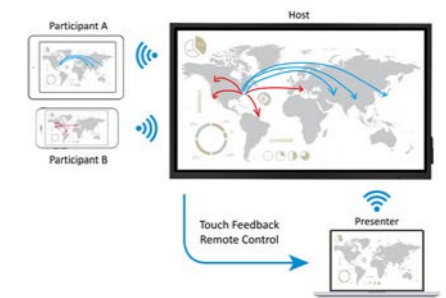 Host
Participant A
Participant B
Touch Feedback
Remote Control
Presenter